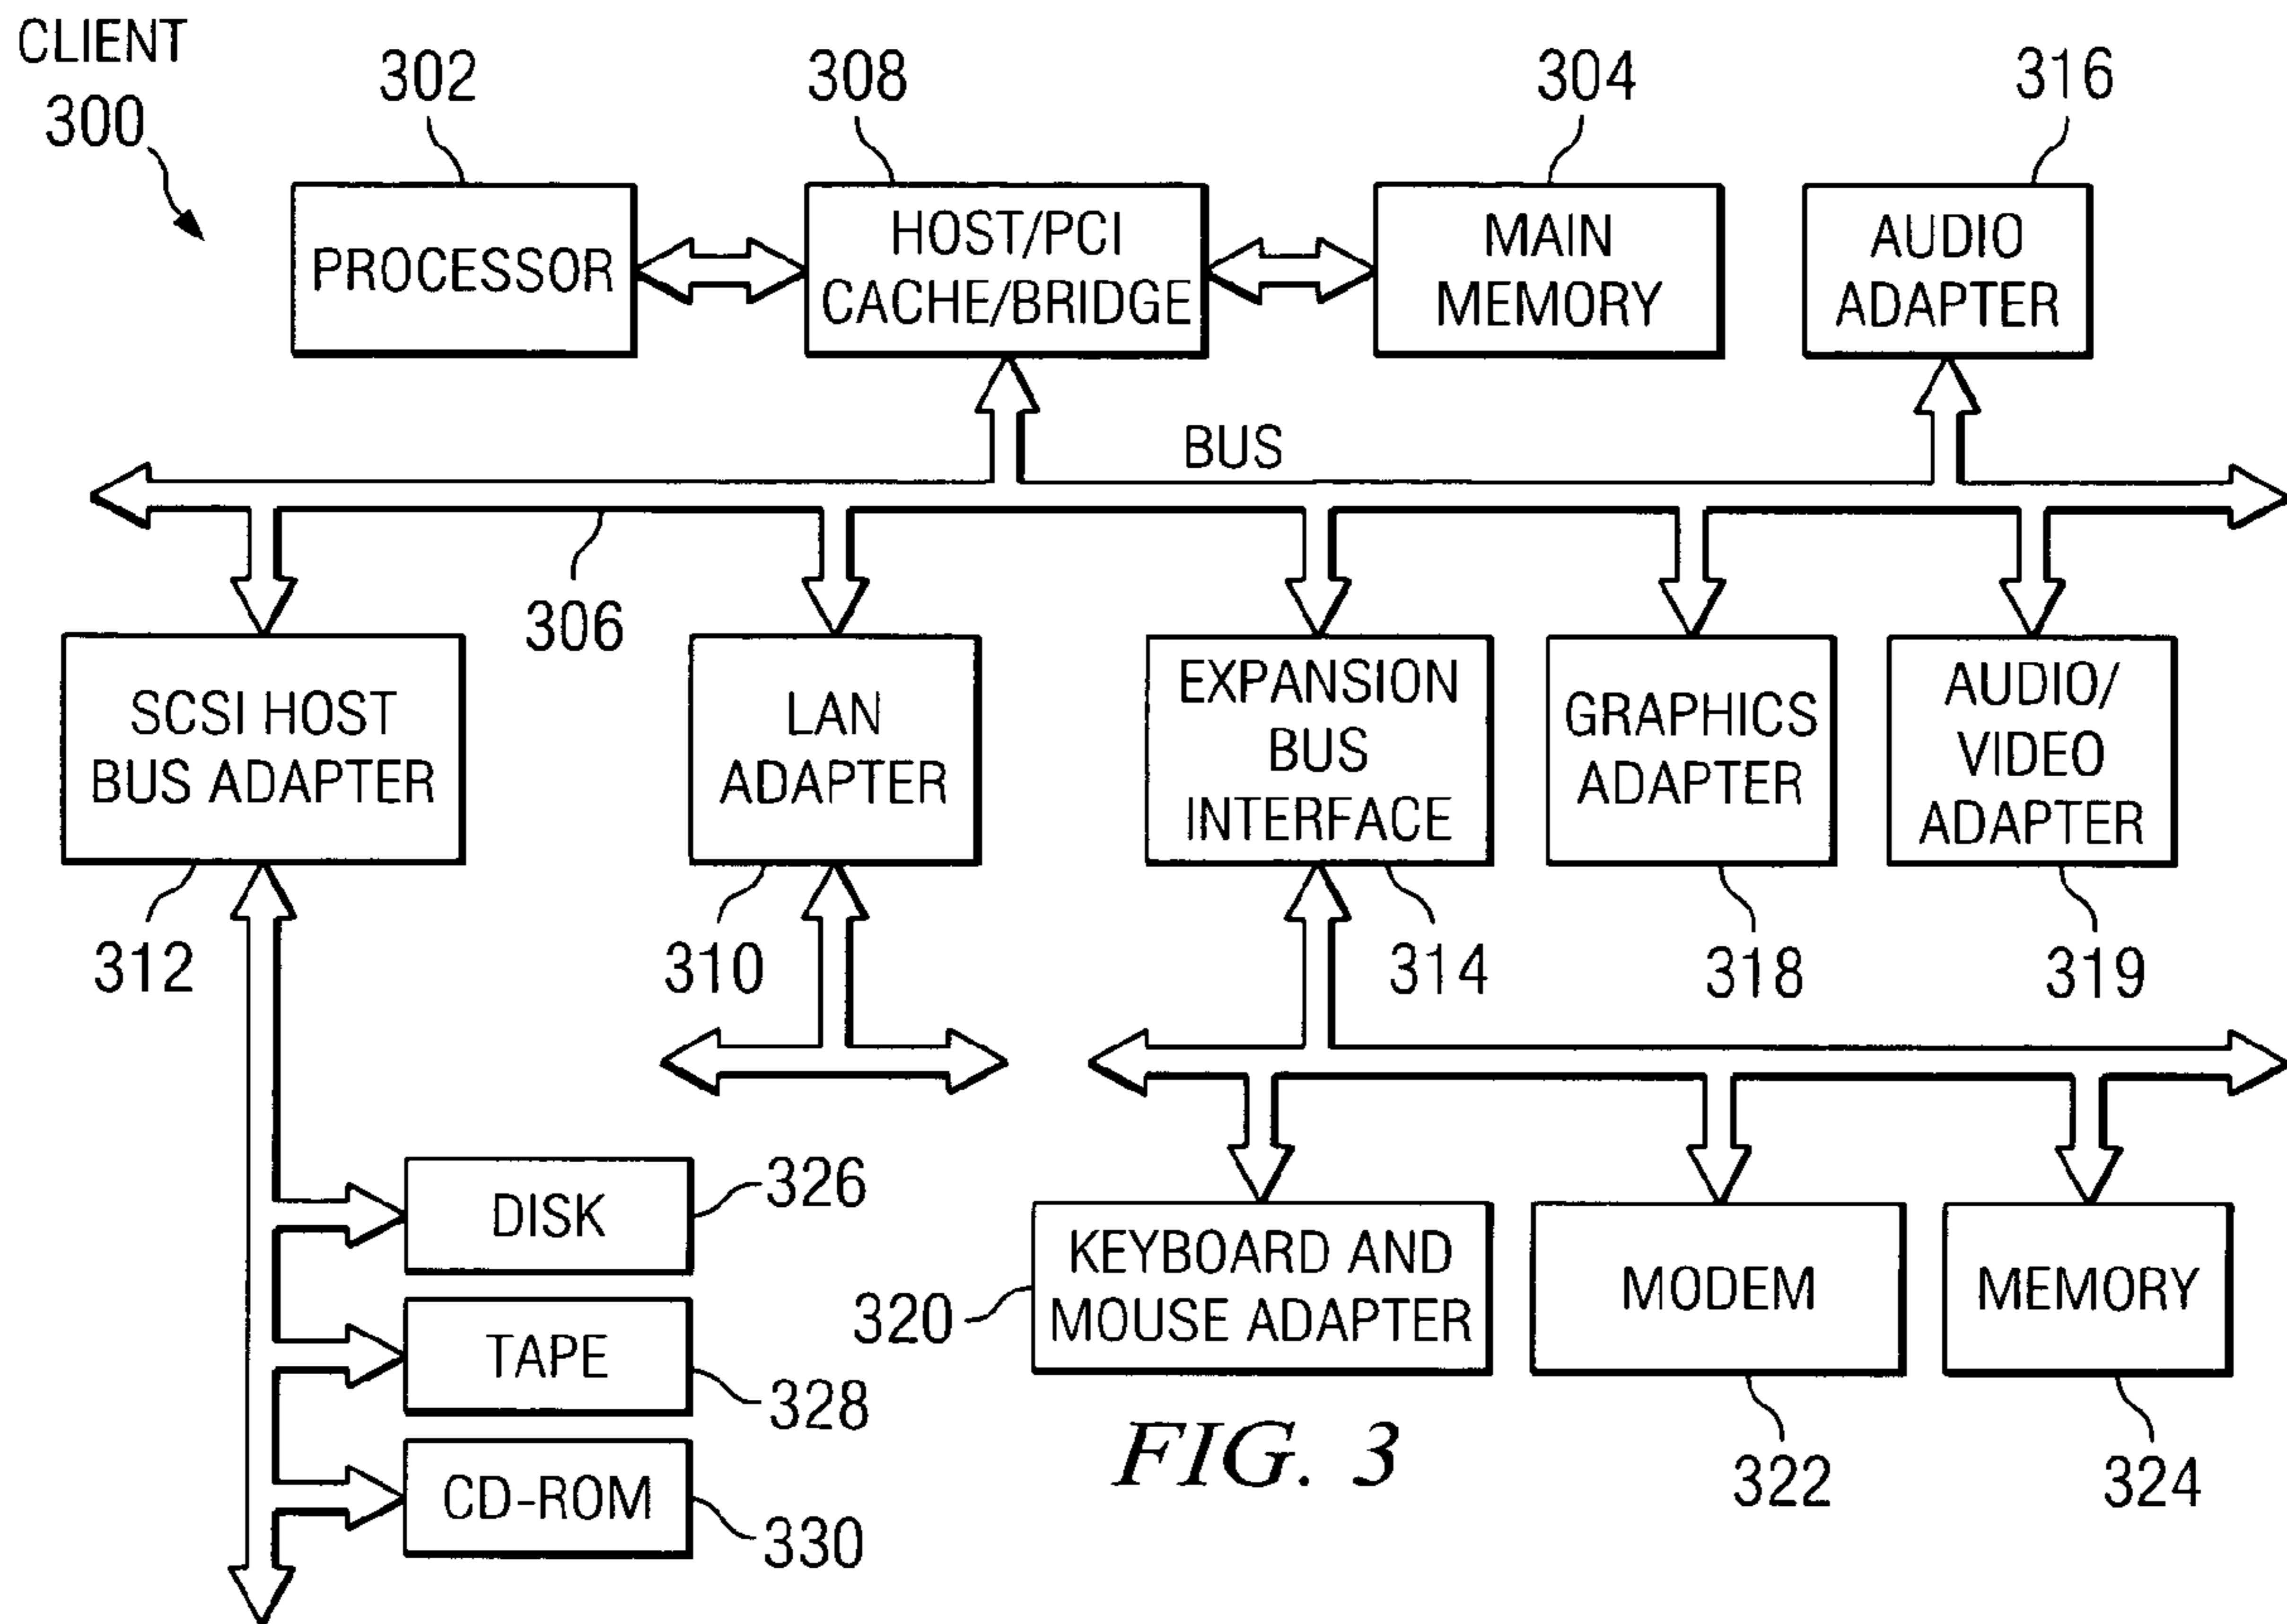 CLIENT
300
302
308
304
316
PROCESSOR
HOST/PCI
CACHE/BRIDGE
MAIN
MEMORY
AUDIO
ADAPTER
BUS
306
SCSI HOST
BUS ADAPTER
LAN
ADAPTER
EXPANSION
BUS
INTERFACE
GRAPHICS
ADAPTER
AUDIO/
VIDEO
ADAPTER
312
310
314
318
319
DISK
326
TAPE
328
CD-ROM
330
320
KEYBOARD AND
MOUSE ADAPTER
MODEM
MEMORY
322
324
FIG. 3